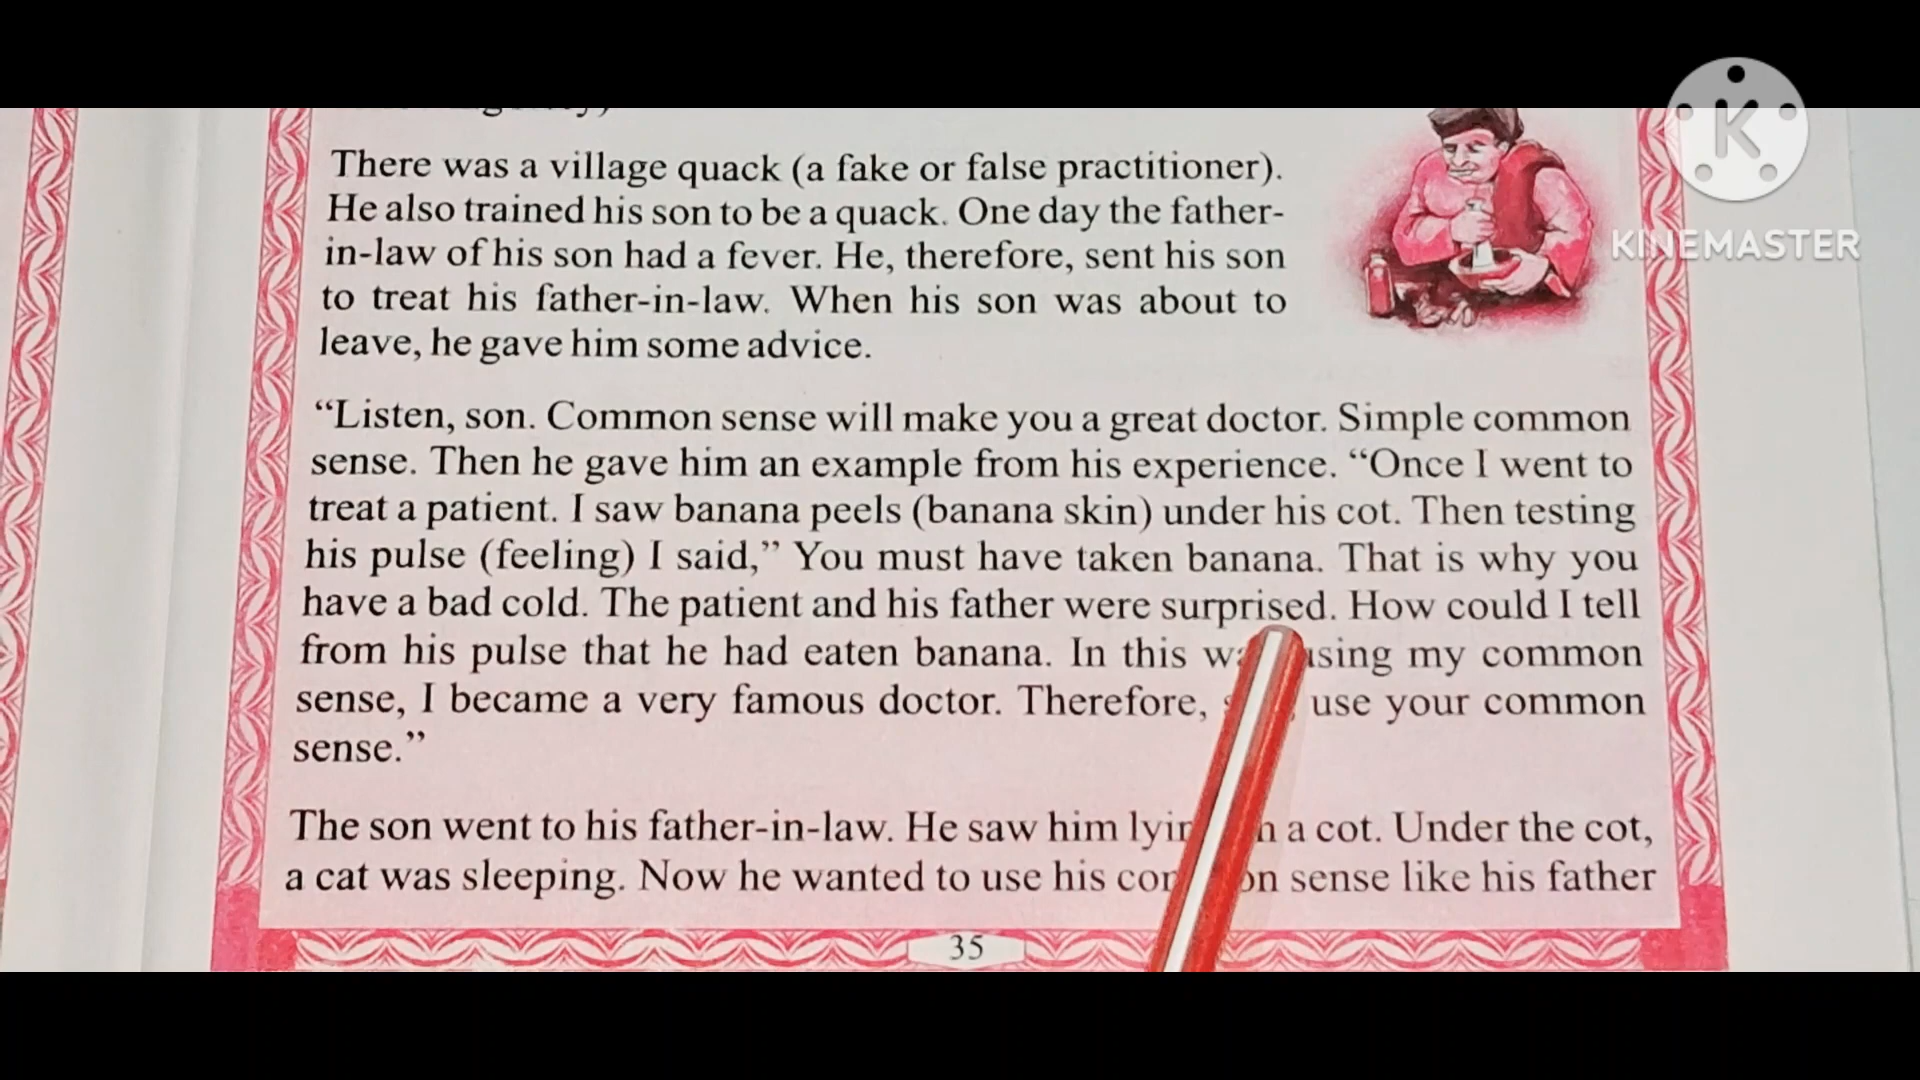 There was a village quack (a fake or false practitioner).
He also trained his son to be a quack. One day the father-
in-law of his son had a fever. He, therefore, sent his son
to treat his father-in-law. When his son was about to
leave, he gave him some advice.
“Listen, son. Common sense will make you a great doctor. Simple common
sense. Then he gave him an example from his experience. “Once I went to
treat a patient. I saw banana peels (banana skin) under his cot. Then testing
his pulse (feeling) I said,” You must have taken banana. That is why you
have a bad cold. The patient and his father were surprised. How could I tell
from his pulse that he had eaten banana. In this my common
sense, I became a very famous doctor. Therefore, use your common
sense.”
The son went to his father-in-law. He saw him a cot. Under the cot,
a cat was sleeping. Now he wanted to use his sense like his father
35
K
KINEMASTER